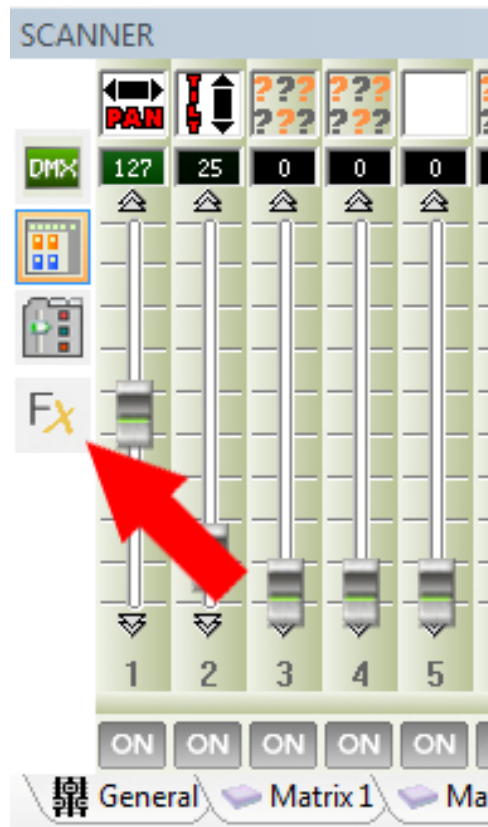 SCANNER
PAN TILT ??? ??? 
??? ???
DMX 127 25 0 0 0
Fx
1 2 3 4 5
ON ON ON ON ON
General Matrix 1 Ma